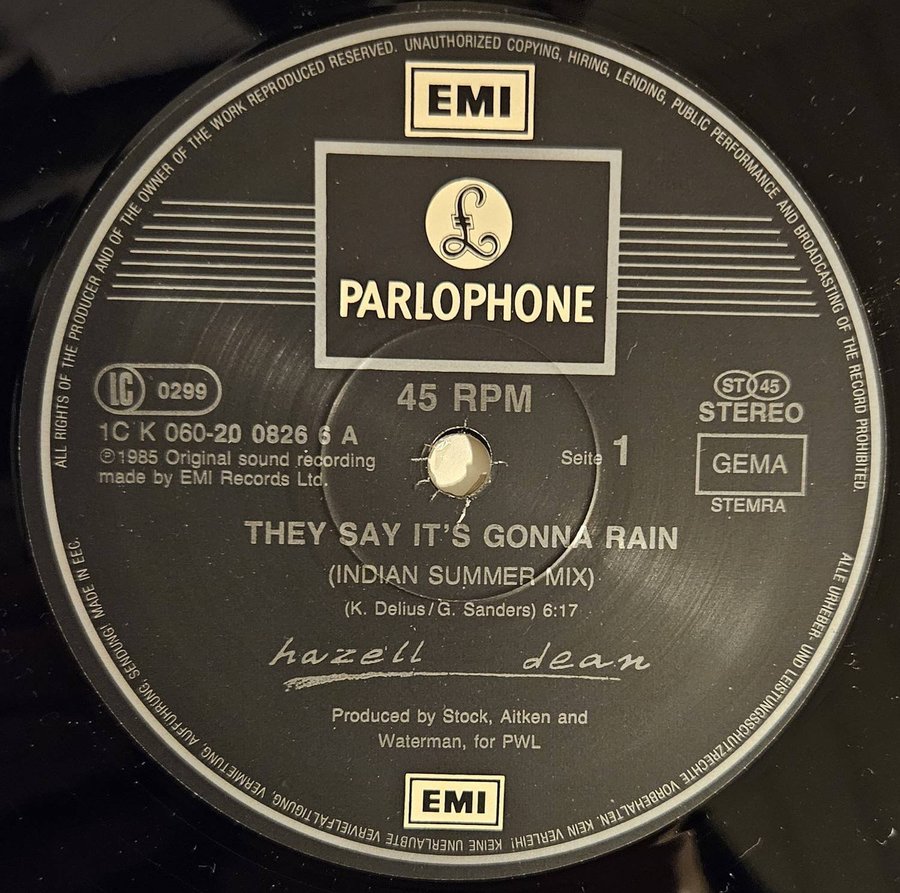 ALL RIGHTS OF THE PRODUCER AND OF THE OWNER OF THE WORK REPRODUCED RESERVED. UNAUTHORIZED COPYING, HIRING, LENDING, PUBLIC PERFORMANCE AND BROADCASTING OF THE RECORD PROHIBITED.
EMI
£
PARLOPHONE
LC 0299
45 RPM
ST 45
STEREO
1C K 060-20 0826 6 A
℗ 1985 Original sound recording
made by EMI Records Ltd.
Seite 1
GEMA
STEMRA
THEY SAY IT'S GONNA RAIN
(INDIAN SUMMER MIX)
(K. Delius/G. Sanders) 6:17
hazell dean
Produced by Stock, Aitken and
Waterman, for PWL
EMI
ALLE URHEBER- UND LEISTUNGSSCHUTZRECHTE VORBEHALTEN. KEIN VERLEIH! KEINE UNERLAUBTE VERVIELFÄLTIGUNG, VERMIETUNG, AUFFÜHRUNG, SENDUNG! MADE IN EEC.